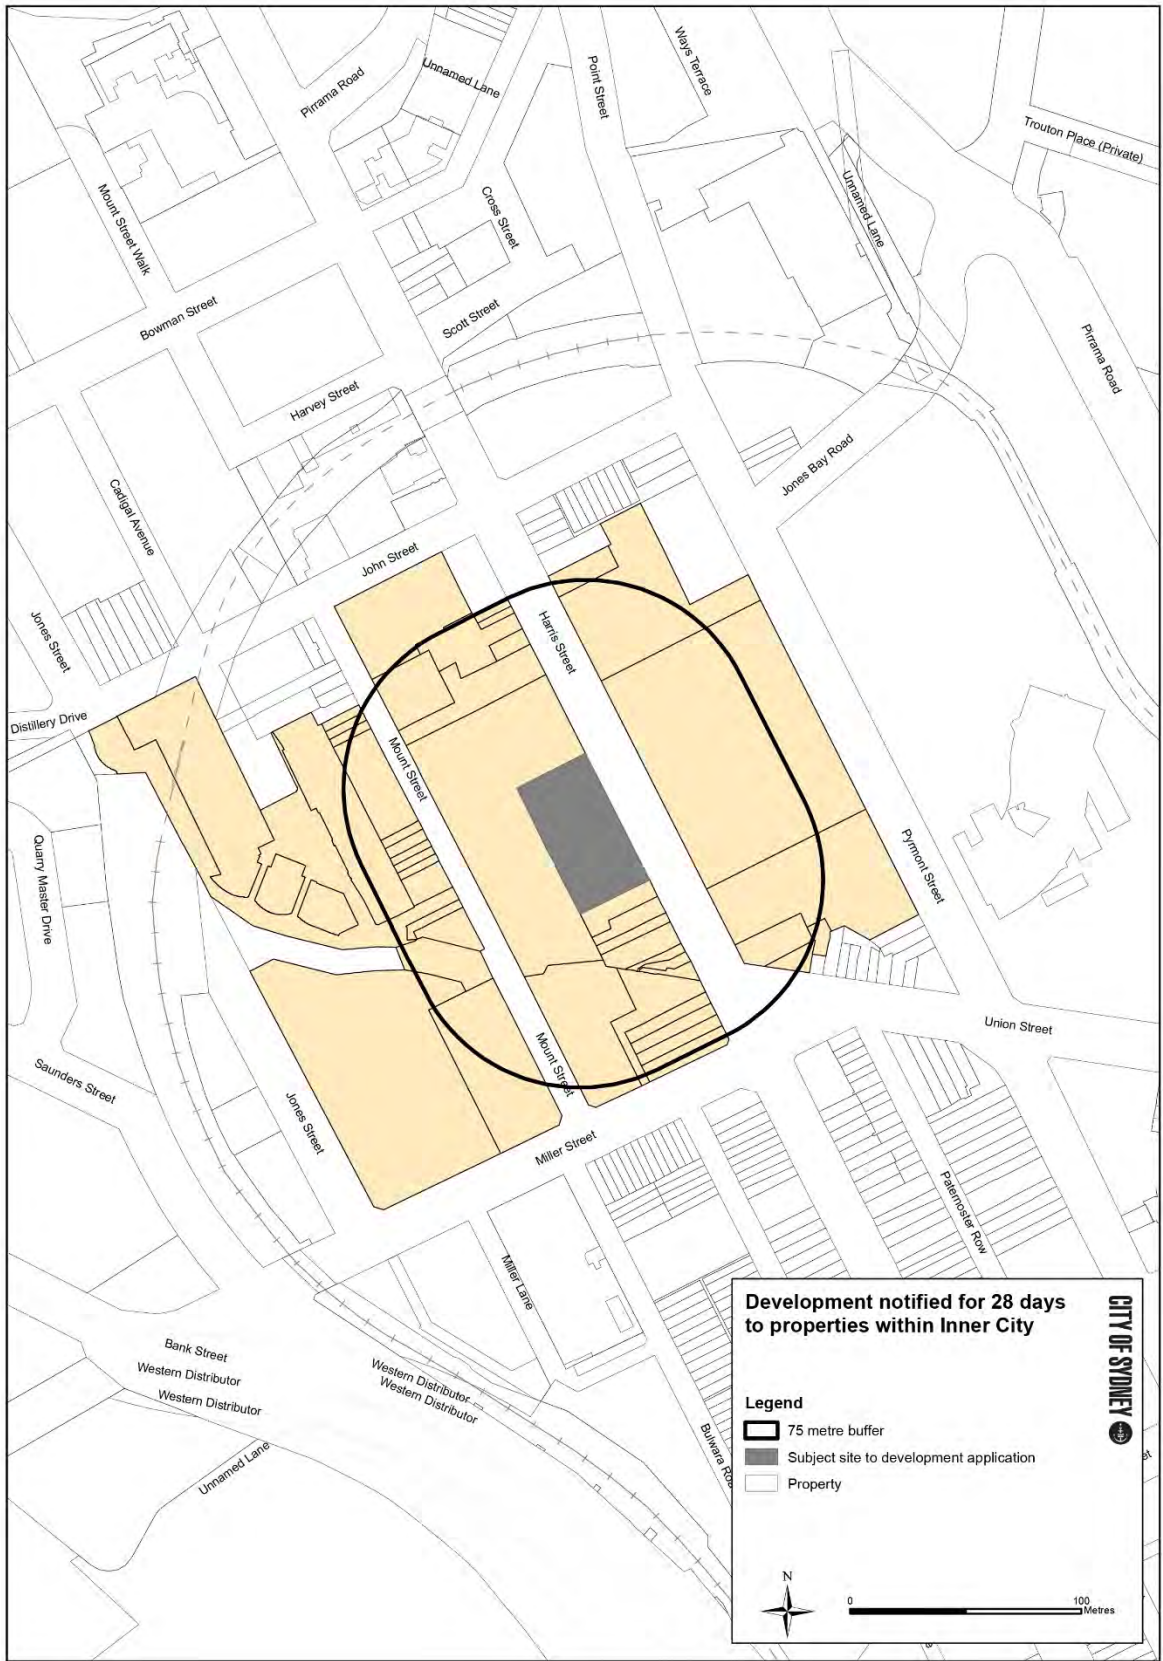 Ways Terrace
Point Street
Unnamed Lane
Pirrama Road
Trouton Place (Private)
Unnamed Lane
Mount Street Walk
Cross Street
Bowman Street
Scott Street
Pirrama Road
Harvey Street
Jones Bay Road
Cadigal Avenue
John Street
Jones Street
Harris Street
Distillery Drive
Mount Street
Quarry Master Drive
Pyrmont Street
Union Street
Mount Street
Saunders Street
Jones Street
Miller Street
Paternoster Row
Miller Lane
Bank Street
Western Distributor
Western Distributor
Western Distributor
Western Distributor
Unnamed Lane
Bulwara Ro
et
Development notified for 28 days
to properties within Inner City
CITY OF SYDNEY
Legend
75 metre buffer
Subject site to development application
Property
N
0 100
Metres